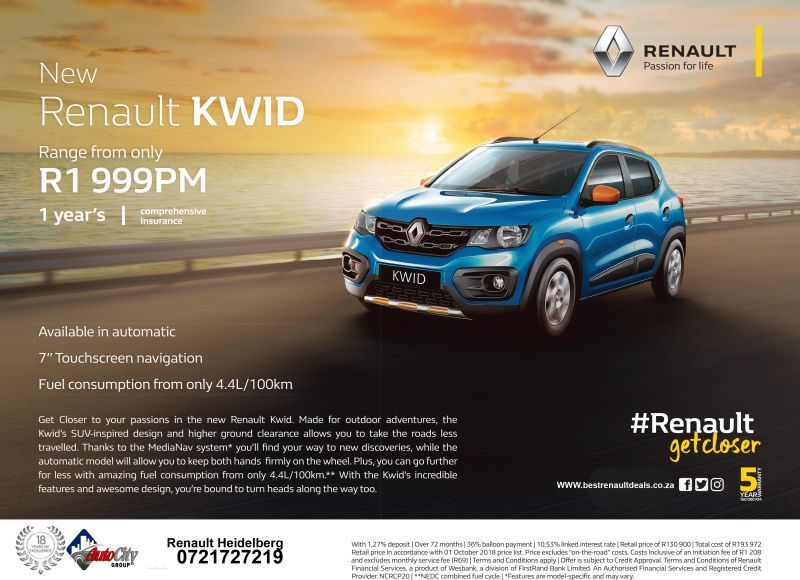 New
Renault KWID
Range from only
R1 999PM
1 year's | comprehensive
insurance
RENAULT
Passion for life
KWID
Available in automatic
7" Touchscreen navigation
Fuel consumption from only 4.4L/100km
Get Closer to your passions in the new Renault Kwid. Made for outdoor adventures, the
Kwid's SUV-inspired design and higher ground clearance allows you to take the roads less
travelled. Thanks to the MediaNav system* you'll find your way to new discoveries, while the
automatic model will allow you to keep both hands firmly on the wheel. Plus, you can go further
for less with amazing fuel consumption from only 4.4L/100km.** With the Kwid's incredible
features and awesome design, you're bound to turn heads along the way too.
#Renault
getcloser
www.bestrenaultdeals.co.za
5
YEAR
WARRANTY
150 000 KM
18
YEARS OF
EXCELLENCE
AutoCity
GROUP
Renault Heidelberg
0721727219
With 1,27% deposit | Over 72 months | 36% balloon payment | 10,53% linked interest rate | Retail price of R130 900 | Total cost of R193 972
Retail price in accordance with 01 October 2018 price list. Price excludes "on-the-road" costs. Costs inclusive of an initiation fee of R1 208
and excludes monthly service fee (R69) | Terms and Conditions apply | Offer is subject to Credit Approval. Terms and Conditions of Renault
Financial Services, a product of Wesbank, a division of FirstRand Bank Limited. An Authorised Financial Services and Registered Credit
Provider. NCRCP20 | **NEDC combined fuel cycle | *Features are model-specific and may vary.